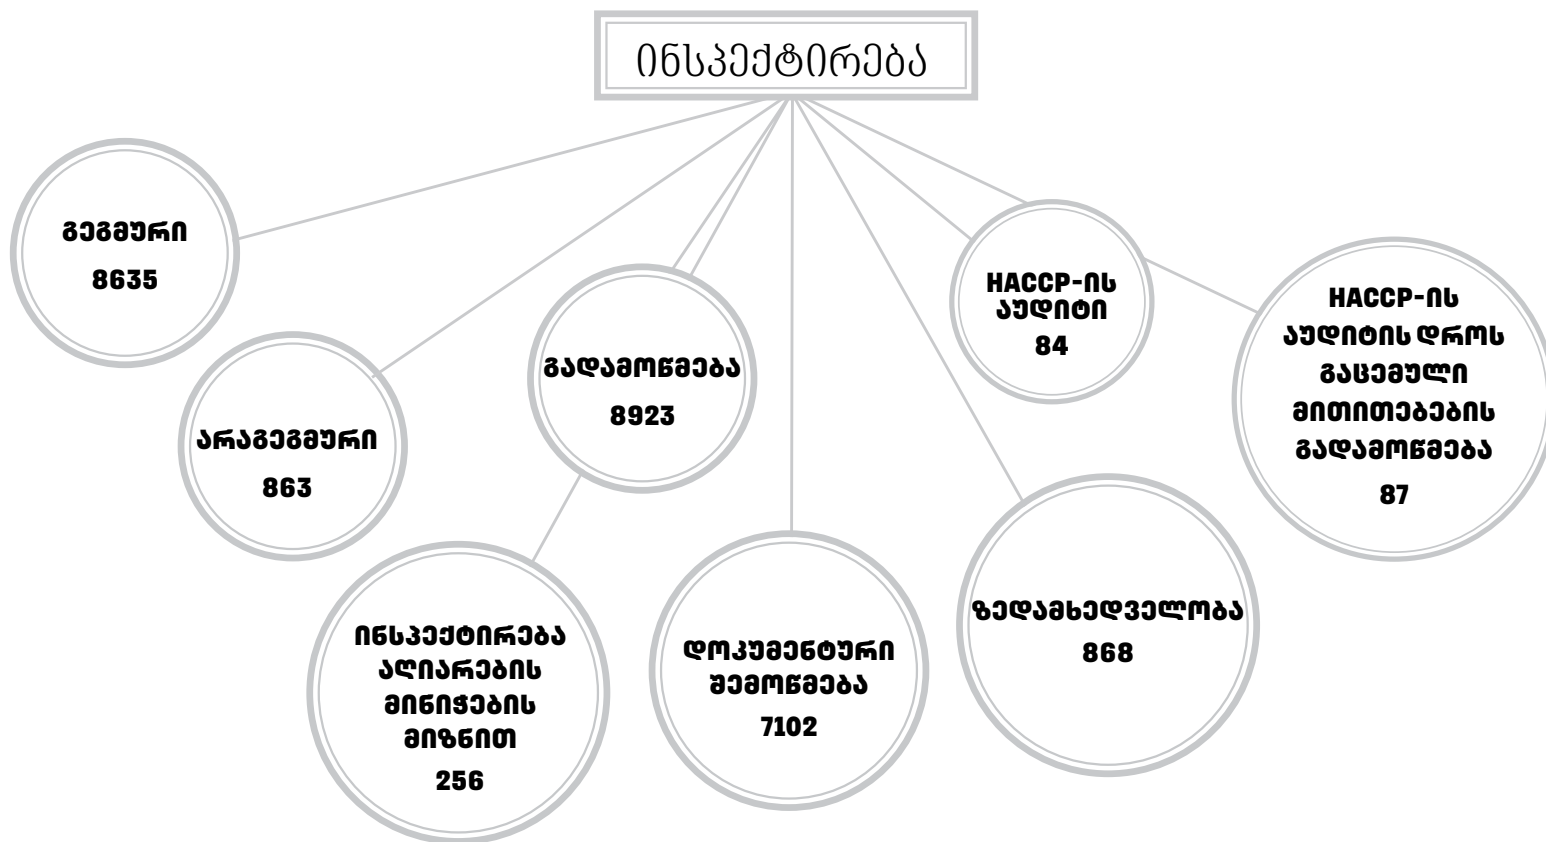 ინსპექტირება
გეგმური
8635
არაგეგმური
863
გადამოწმება
8923
ინსპექტირება
აღიარების
მინიჭების
მიზნით
256
დოკუმენტური
შემოწმება
7102
ზედამხედველობა
868
HACCP-ის
აუდიტი
84
HACCP-ის
აუდიტის დროს
გაცემული
მითითებების
გადამოწმება
87